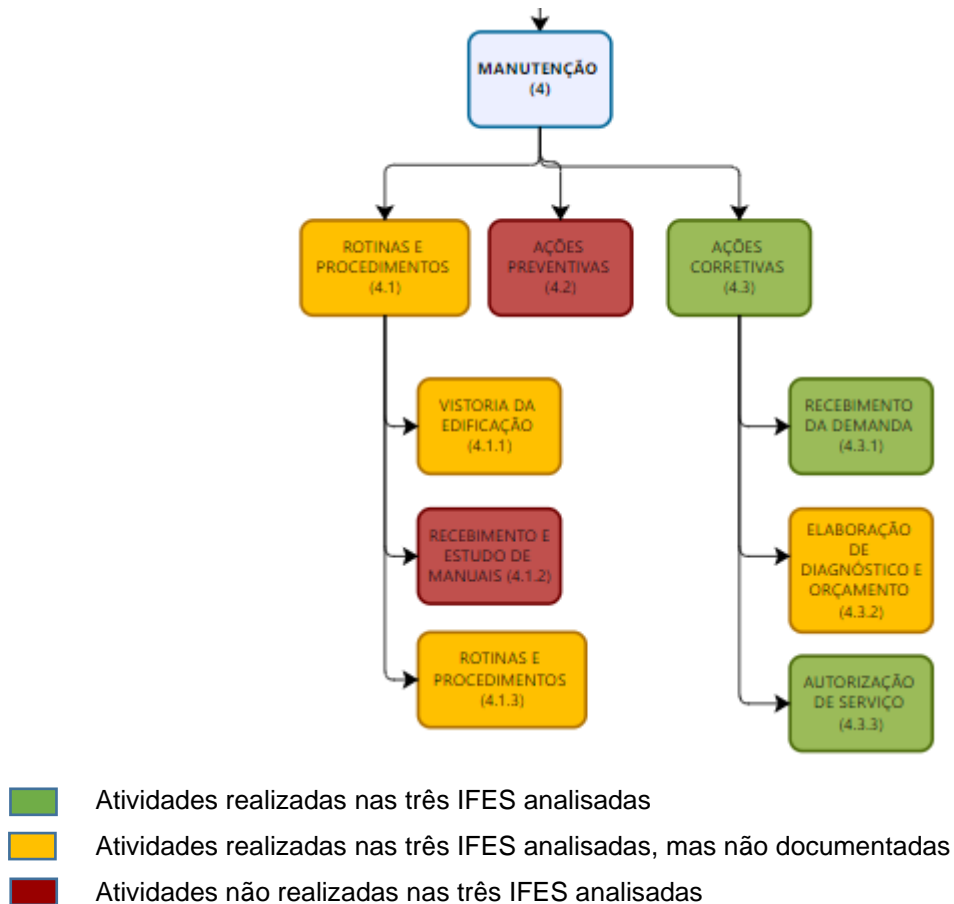 MANUTENÇÃO
(4)
ROTINAS E
PROCEDIMENTOS
(4.1)
AÇÕES
PREVENTIVAS
(4.2)
AÇÕES
CORRETIVAS
(4.3)
VISTORIA DA
EDIFICAÇÃO
(4.1.1)
RECEBIMENTO
DA DEMANDA
(4.3.1)
RECEBIMENTO E
ESTUDO DE
MANUAIS (4.1.2)
ELABORAÇÃO
DE
DIAGNÓSTICO E
ORÇAMENTO
(4.3.2)
ROTINAS E
PROCEDIMENTOS
(4.1.3)
AUTORIZAÇÃO
DE SERVIÇO
(4.3.3)
Atividades realizadas nas três IFES analisadas
Atividades realizadas nas três IFES analisadas, mas não documentadas
Atividades não realizadas nas três IFES analisadas